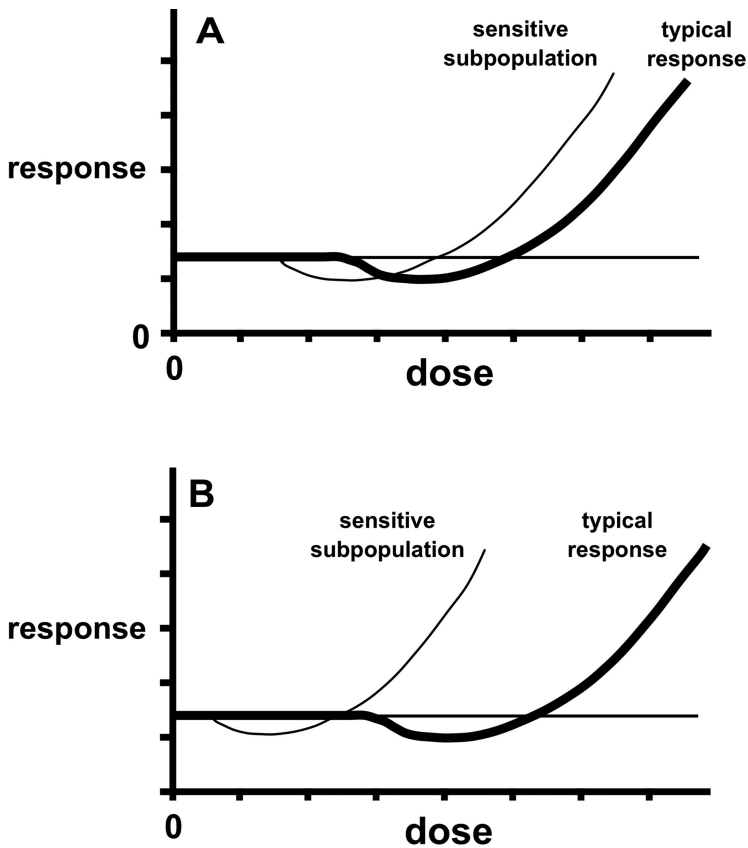 A
sensitive
subpopulation
typical
response
response
0
0
dose
B
sensitive
subpopulation
typical
response
response
0
dose